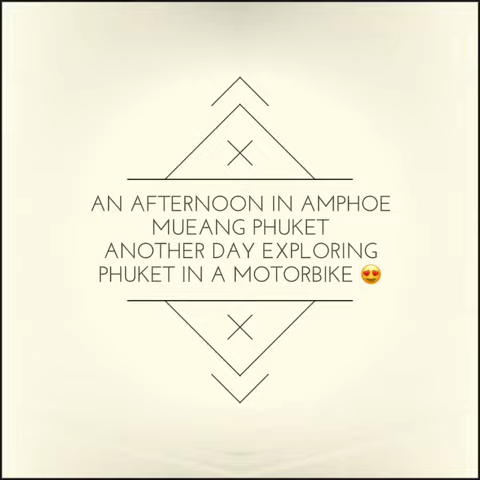 AN AFTERNOON IN AMPHOE
MUEANG PHUKET
ANOTHER DAY EXPLORING
PHUKET IN A MOTORBIKE 😍